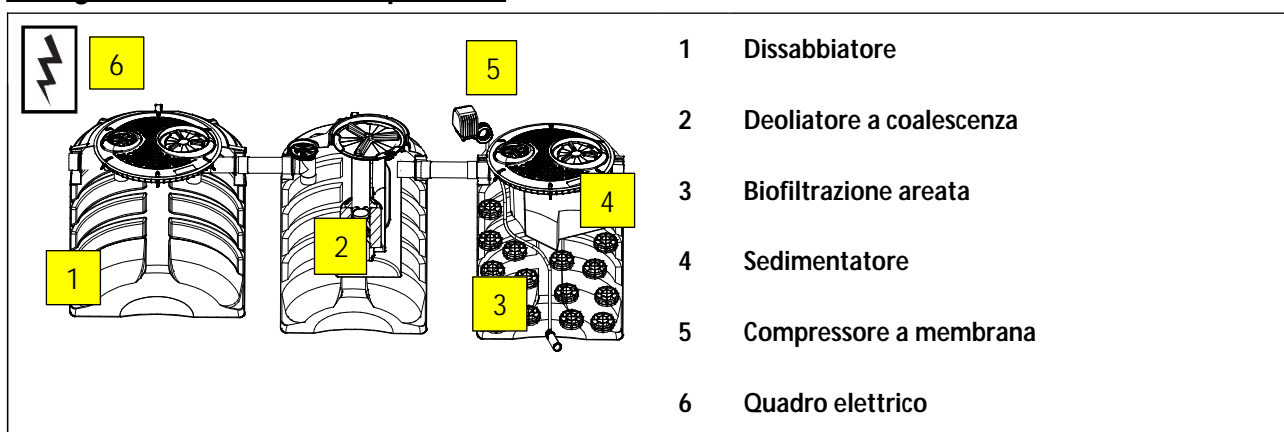 6
5
4
2
1
3
1 Dissabbiatore
2 Deoliatore a coalescenza
3 Biofiltrazione areata
4 Sedimentatore
5 Compressore a membrana
6 Quadro elettrico